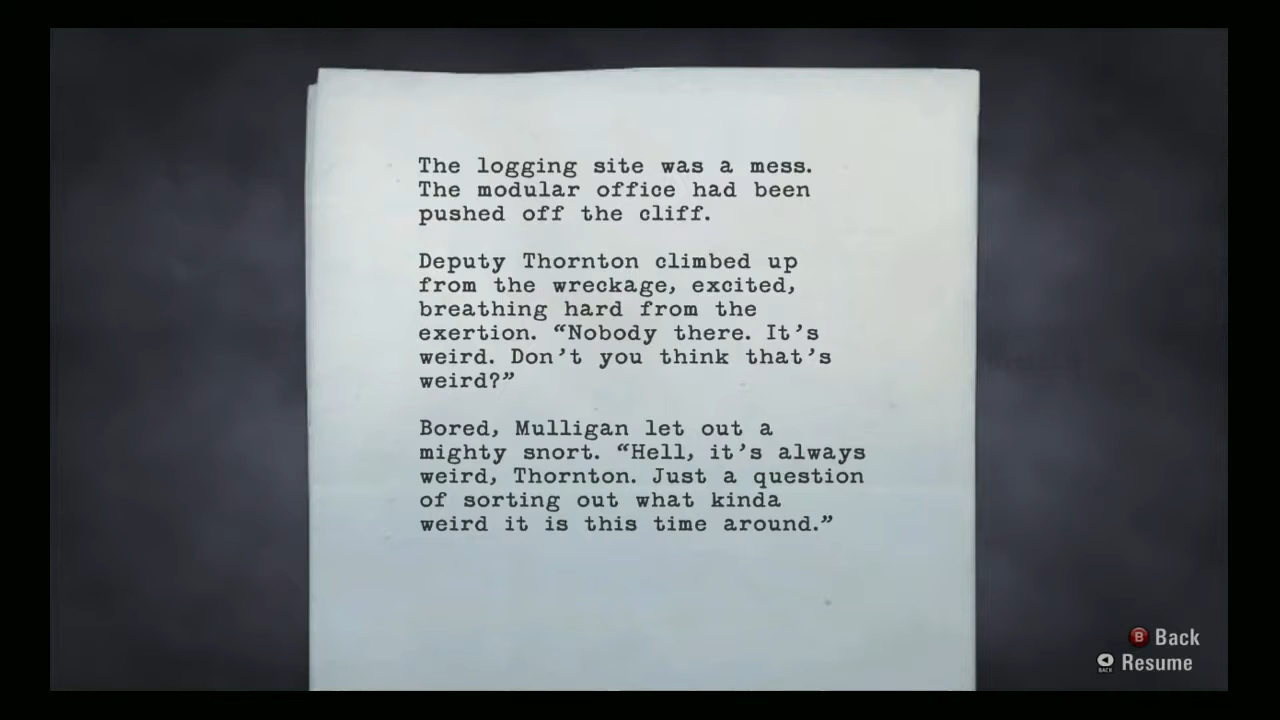 The logging site was a mess.
The modular office had been
pushed off the cliff.
Deputy Thornton climbed up
from the wreckage, excited,
breathing hard from the
exertion. “Nobody there. It’s
weird. Don’t you think that’s
weird?”
Bored, Mulligan let out a
mighty snort. “Hell, it’s always
weird, Thornton. Just a question
of sorting out what kinda
weird it is this time around.”
B Back
BACK Resume